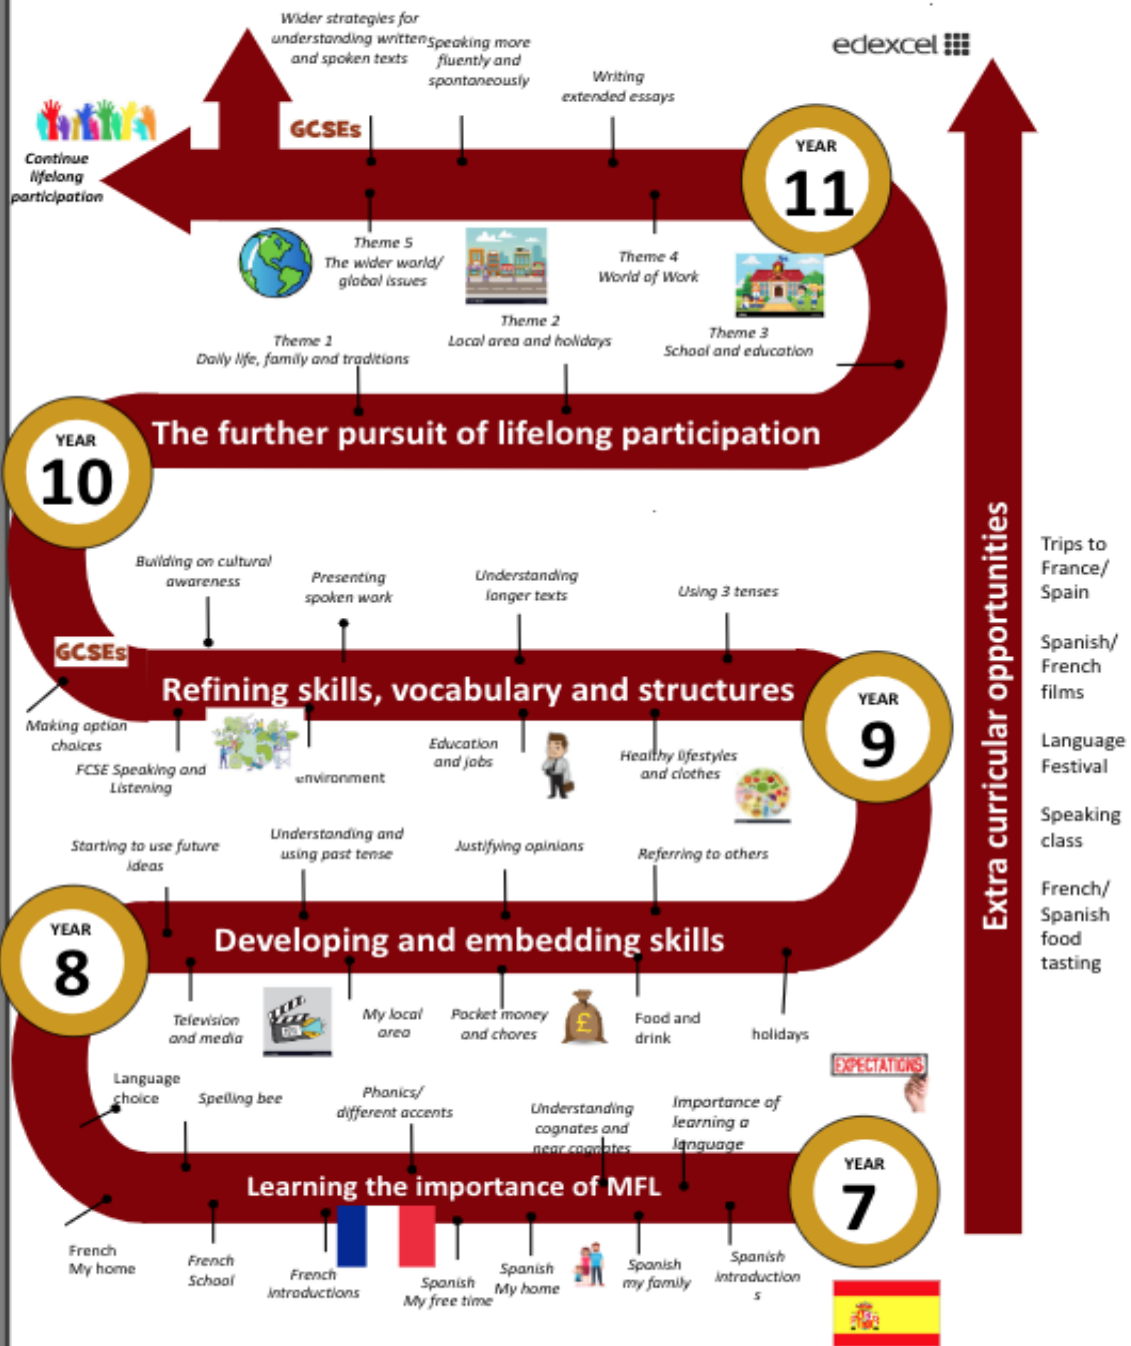 Wider strategies for
understanding written
and spoken texts
Speaking more
fluently and
spontaneously
Writing
extended essays
edexcel
GCSEs
Continue
lifelong
participation
YEAR
11
Theme 5
The wider world/
global issues
Theme 4
World of Work
Theme 1
Daily life, family and traditions
Theme 2
Local area and holidays
Theme 3
School and education
YEAR
10
The further pursuit of lifelong participation
Building on cultural
awareness
Presenting
spoken work
Understanding
longer texts
Using 3 tenses
GCSEs
Refining skills, vocabulary and structures
YEAR
9
Making option
choices
FCSE Speaking and
Listening
environment
Education
and jobs
Healthy lifestyles
and clothes
Starting to use future
ideas
Understanding and
using past tense
Justifying opinions
Referring to others
YEAR
8
Developing and embedding skills
Television
and media
My local
area
Pocket money
and chores
£
Food and
drink
holidays
EXPECTATIONS
Language
choice
Spelling bee
Phonics/
different accents
Understanding
cognates and
near cognates
Importance of
learning a
language
Learning the importance of MFL
YEAR
7
French
My home
French
School
French
introductions
Spanish
My free time
Spanish
My home
Spanish
my family
Spanish
introduction
s
Extra curricular opportunities
Trips to
France/
Spain
Spanish/
French
films
Language
Festival
Speaking
class
French/
Spanish
food
tasting